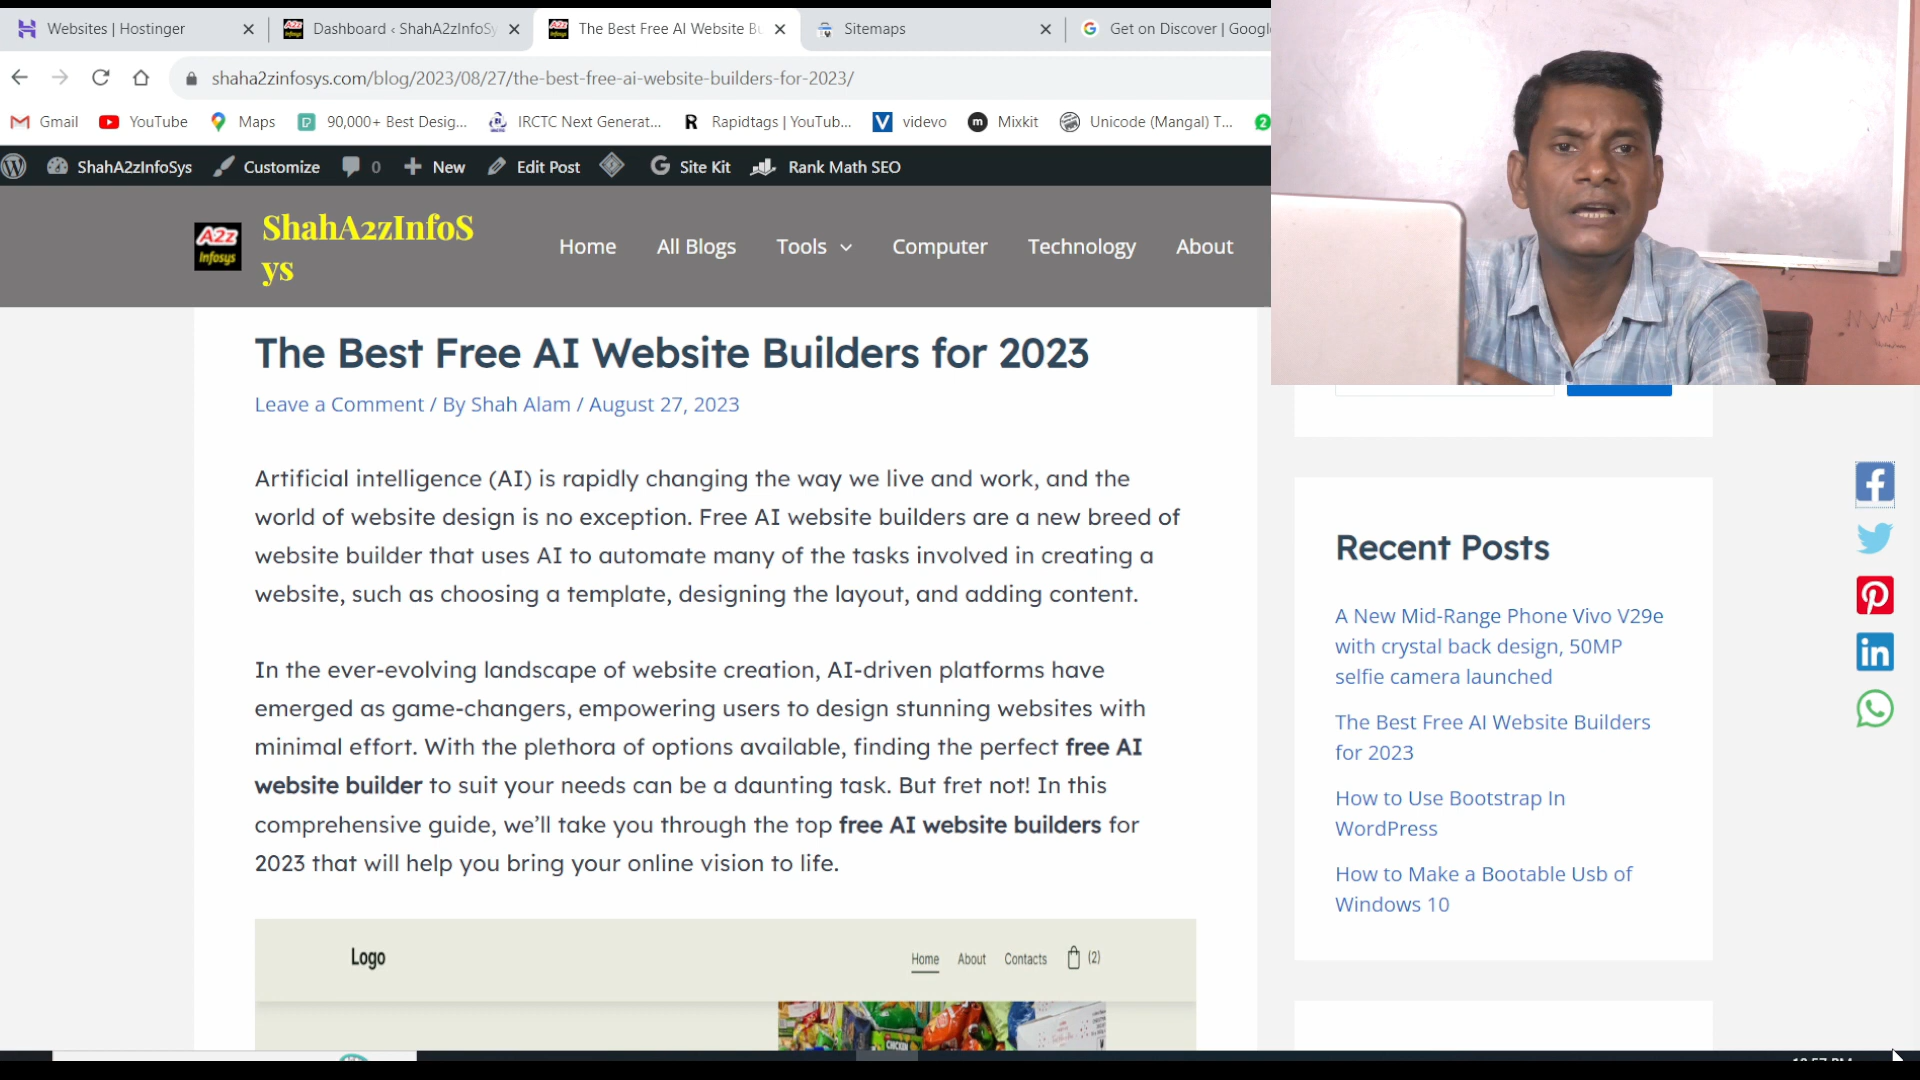 Websites | Hostinger
Dashboard ‹ ShahA2zInfoSy
The Best Free AI Website Bu
Sitemaps
Get on Discover | Googl
shaha2zinfosys.com/blog/2023/08/27/the-best-free-ai-website-builders-for-2023/
Gmail
YouTube
Maps
90,000+ Best Desig...
IRCTC Next Generat...
Rapidtags | YouTub...
videvo
Mixkit
Unicode (Mangal) T...
2
ShahA2zInfoSys
Customize
0
New
Edit Post
Site Kit
Rank Math SEO
A2z
Infosys
ShahA2zInfoS
ys
Home
All Blogs
Tools
Computer
Technology
About
The Best Free AI Website Builders for 2023
Leave a Comment / By Shah Alam / August 27, 2023
Artificial intelligence (AI) is rapidly changing the way we live and work, and the
world of website design is no exception. Free AI website builders are a new breed of
website builder that uses AI to automate many of the tasks involved in creating a
website, such as choosing a template, designing the layout, and adding content.
In the ever-evolving landscape of website creation, AI-driven platforms have
emerged as game-changers, empowering users to design stunning websites with
minimal effort. With the plethora of options available, finding the perfect free AI
website builder to suit your needs can be a daunting task. But fret not! In this
comprehensive guide, we’ll take you through the top free AI website builders for
2023 that will help you bring your online vision to life.
Logo
Home
About
Contacts
(2)
CHICKEN
Recent Posts
A New Mid-Range Phone Vivo V29e
with crystal back design, 50MP
selfie camera launched
The Best Free AI Website Builders
for 2023
How to Use Bootstrap In
WordPress
How to Make a Bootable Usb of
Windows 10